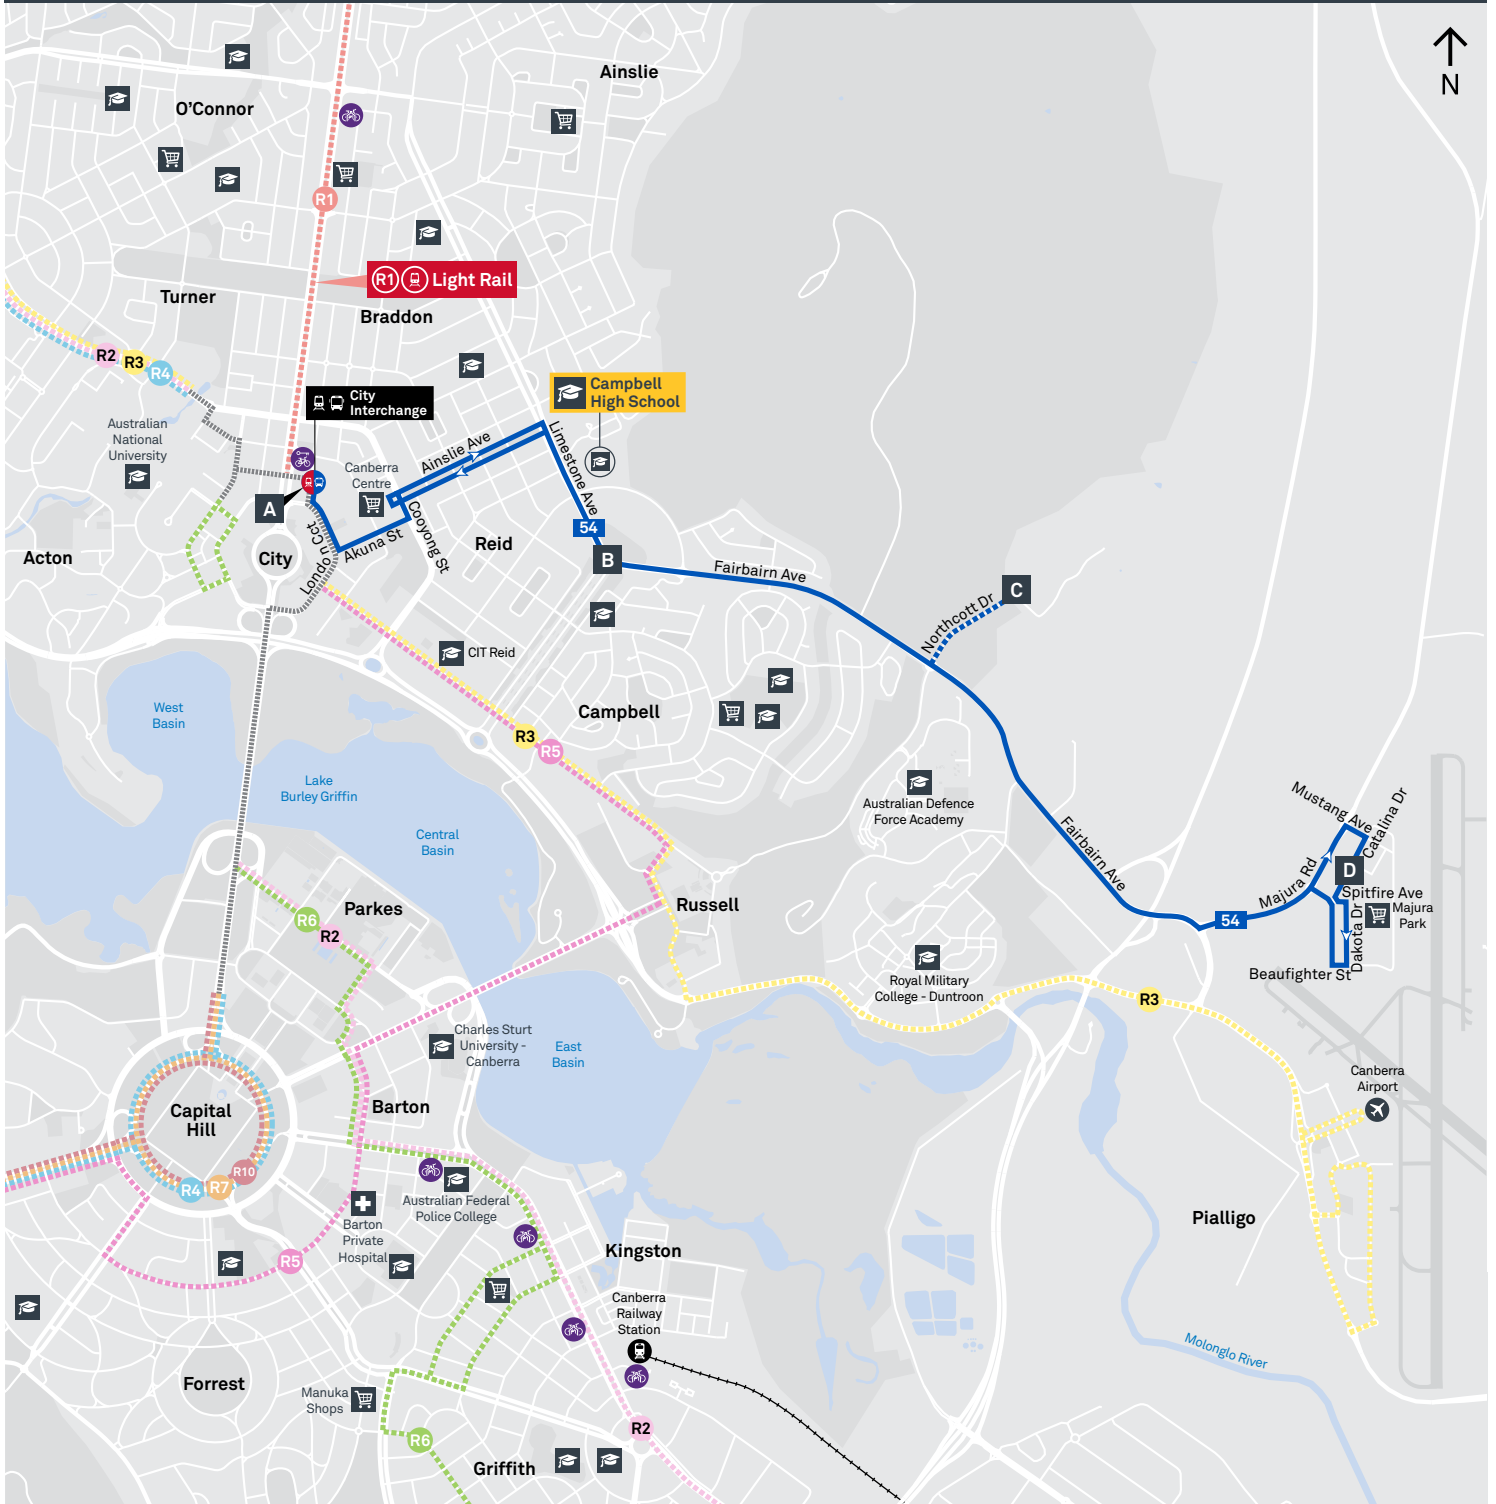 Ainslie
N
O'Connor
R1
R1 Light Rail
Turner
Braddon
R2
R3
R4
City
Interchange
Campbell
High School
Australian
National
University
Ainslie Ave
Limestone Ave
Canberra
Centre
A
Cooyong St
54
London Cct
Akuna St
Reid
B
Acton
City
Fairbairn Ave
C
Northcott Dr
CIT Reid
West
Basin
Campbell
R3
R5
Lake
Burley Griffin
Central
Basin
Australian Defence
Force Academy
Fairbairn Ave
Mustang Ave
Catalina Dr
D
Majura Rd
Spitfire Ave
Majura
Park
54
Dakota Dr
Beaufighter St
Parkes
R6
R2
Russell
Royal Military
College - Duntroon
R3
Charles Sturt
University -
Canberra
East
Basin
Canberra
Airport
Capital
Hill
Barton
R10
R7
R4
Australian Federal
Police College
Barton
Private
Hospital
R5
Kingston
Pialligo
Canberra
Railway
Station
Molonglo River
Forrest
Manuka
Shops
R6
R2
Griffith